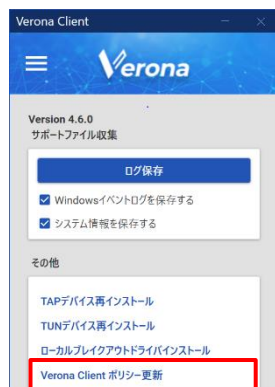 Verona Client
Verona
Version 4.6.0
サポートファイル収集
ログ保存
Windowsイベントログを保存する
システム情報を保存する
その他
TAPデバイス再インストール
TUNデバイス再インストール
ローカルブレイクアウトドライバインストール
Verona Client ポリシー更新